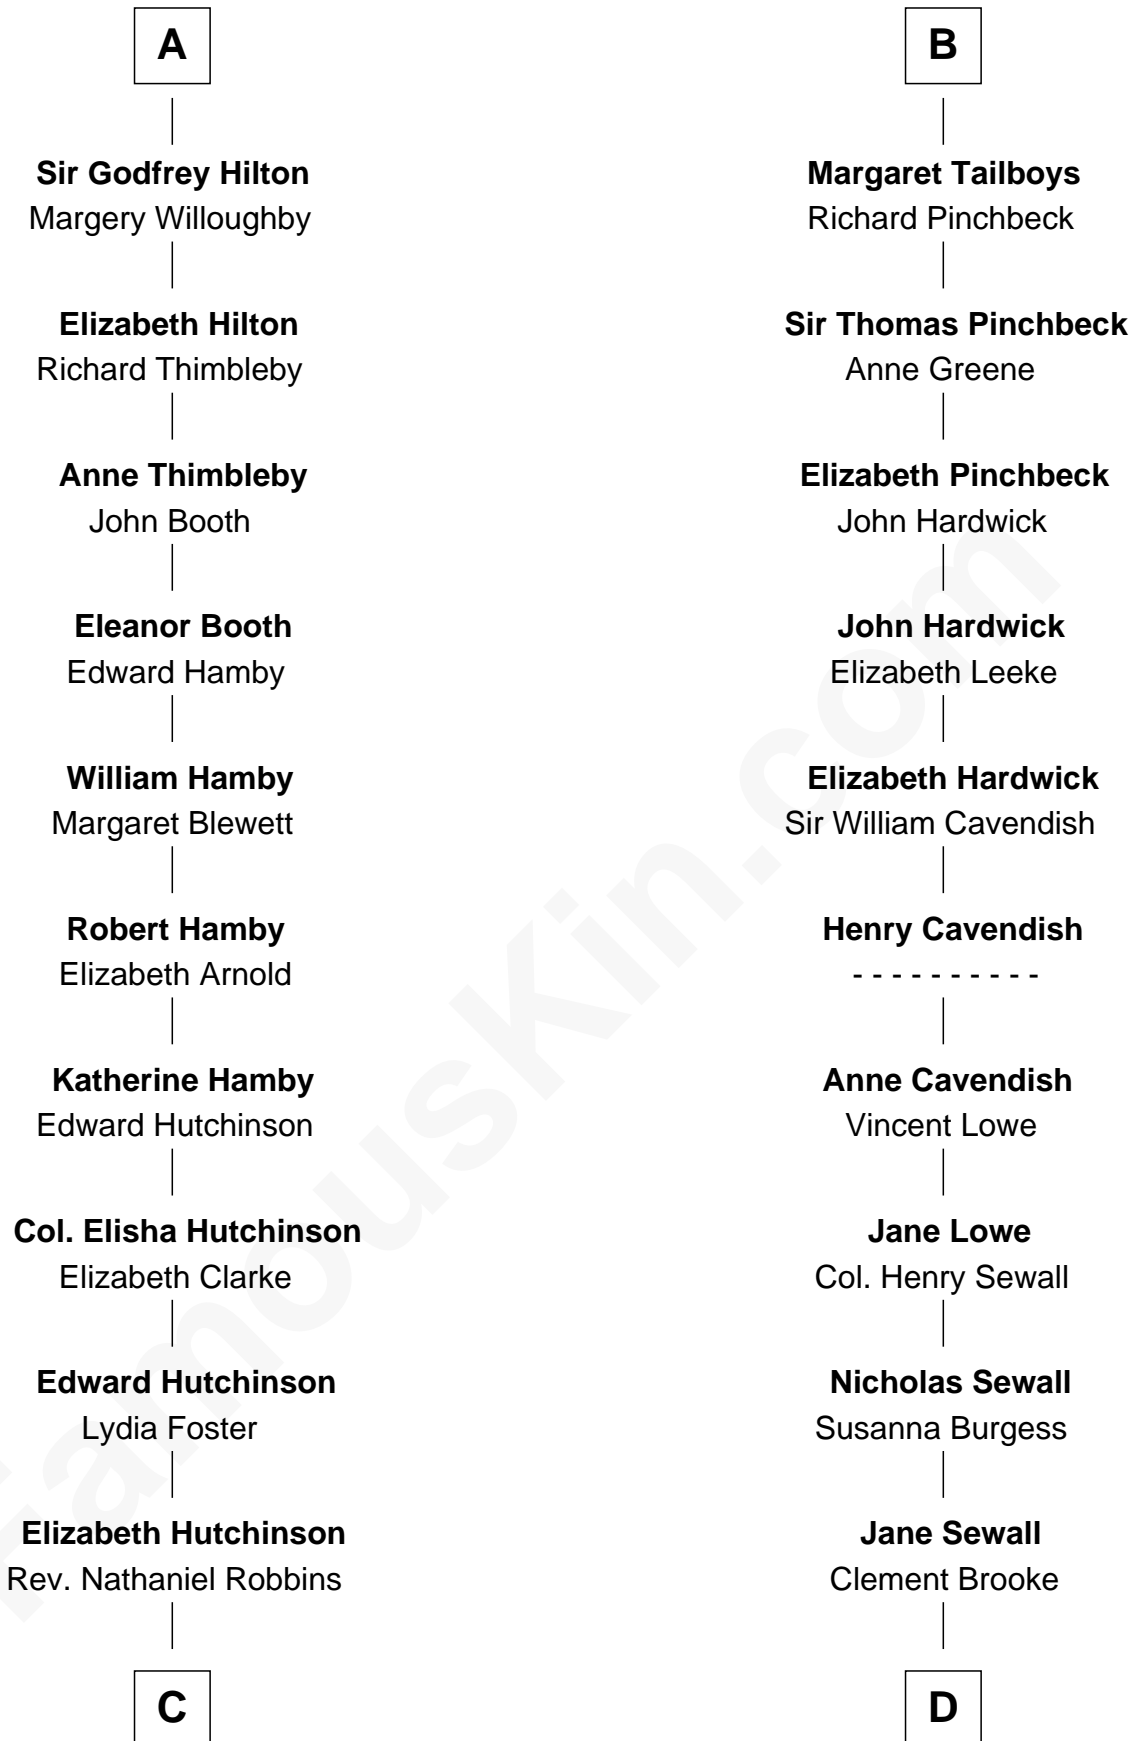 A
Sir Godfrey Hilton
Margery Willoughby
Elizabeth Hilton
Richard Thimbleby
Anne Thimbleby
John Booth
Eleanor Booth
Edward Hamby
William Hamby
Margaret Blewett
Robert Hamby
Elizabeth Arnold
Katherine Hamby
Edward Hutchinson
Col. Elisha Hutchinson
Elizabeth Clarke
Edward Hutchinson
Lydia Foster
Elizabeth Hutchinson
Rev. Nathaniel Robbins
C
B
Margaret Tailboys
Richard Pinchbeck
Sir Thomas Pinchbeck
Anne Greene
Elizabeth Pinchbeck
John Hardwick
John Hardwick
Elizabeth Leeke
Elizabeth Hardwick
Sir William Cavendish
Henry Cavendish
- - - - - - - - - -
Anne Cavendish
Vincent Lowe
Jane Lowe
Col. Henry Sewall
Nicholas Sewall
Susanna Burgess
Jane Sewall
Clement Brooke
D
FamousKin.com